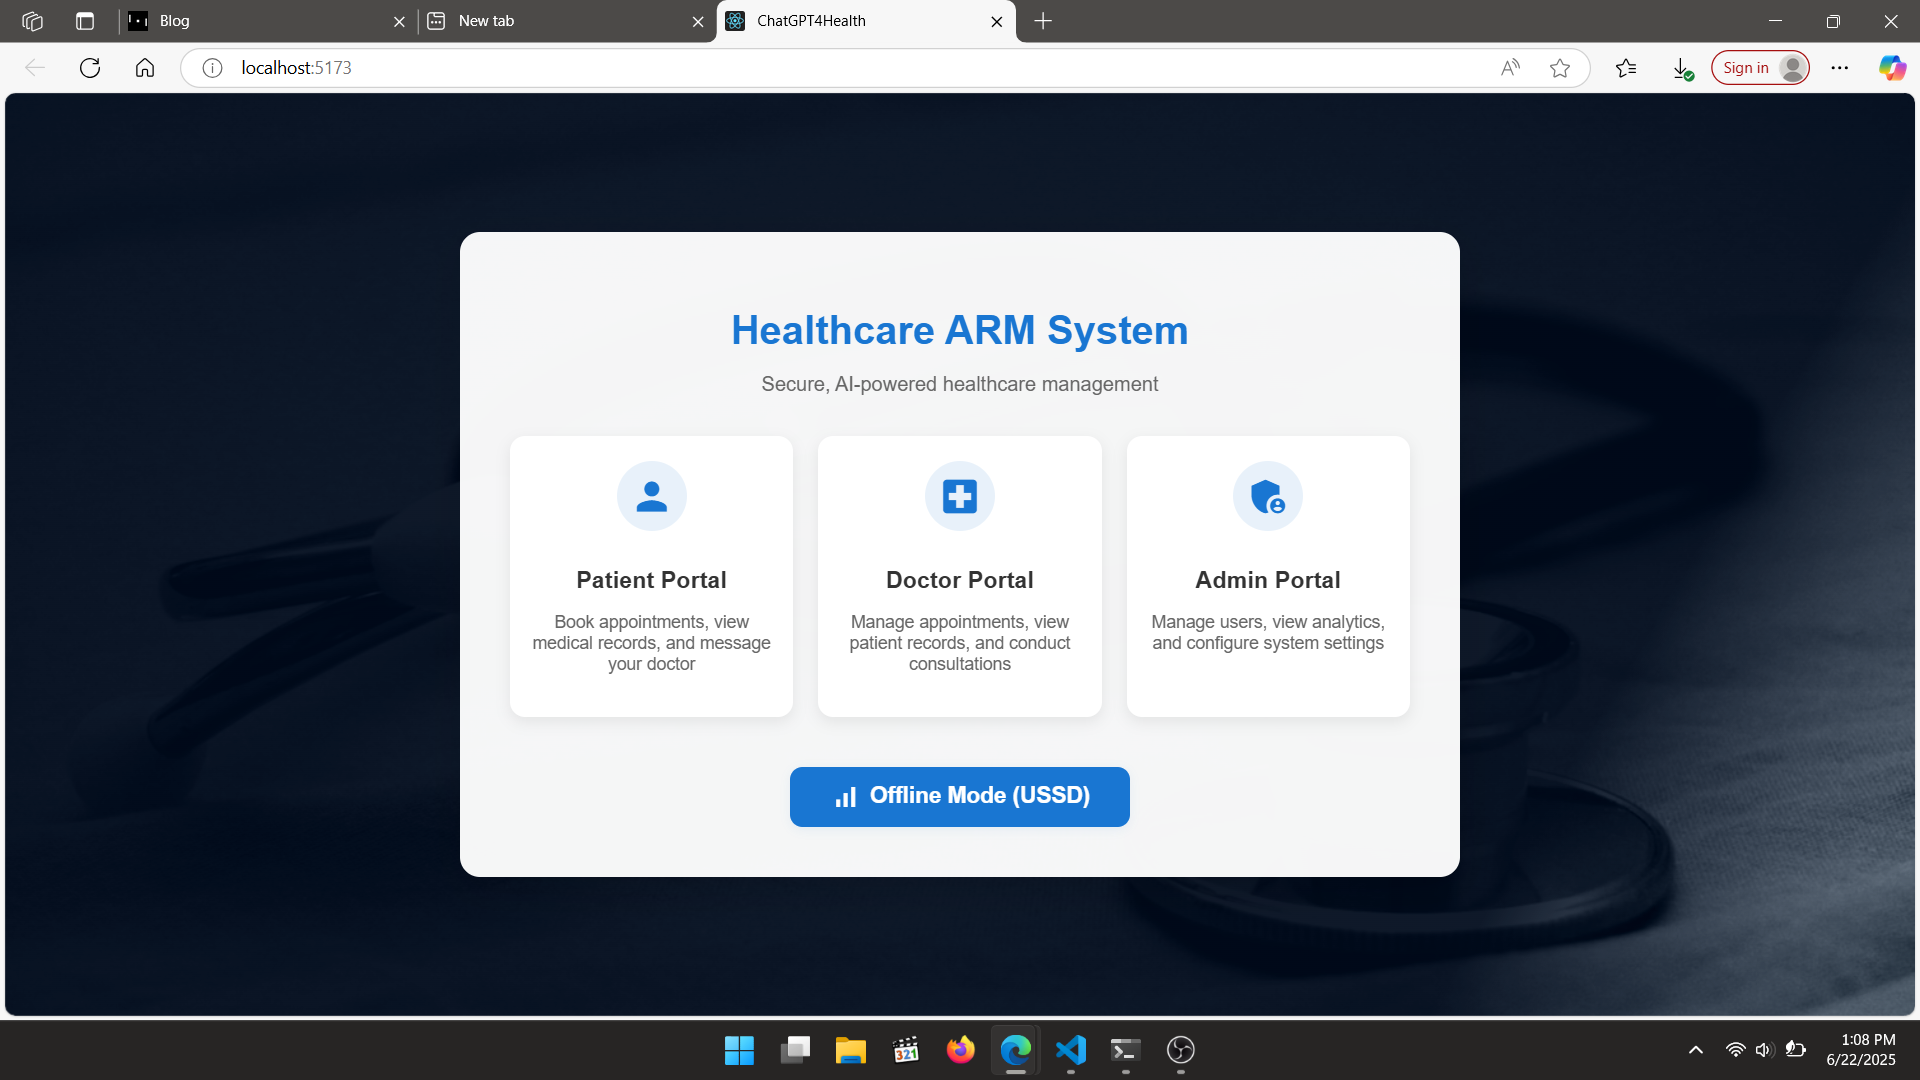 Blog
New tab
ChatGPT4Health
localhost:5173
Sign in
Healthcare ARM System
Secure, AI-powered healthcare management
Patient Portal
Book appointments, view
medical records, and message
your doctor
Doctor Portal
Manage appointments, view
patient records, and conduct
consultations
Admin Portal
Manage users, view analytics,
and configure system settings
Offline Mode (USSD)
321
1:08 PM
6/22/2025